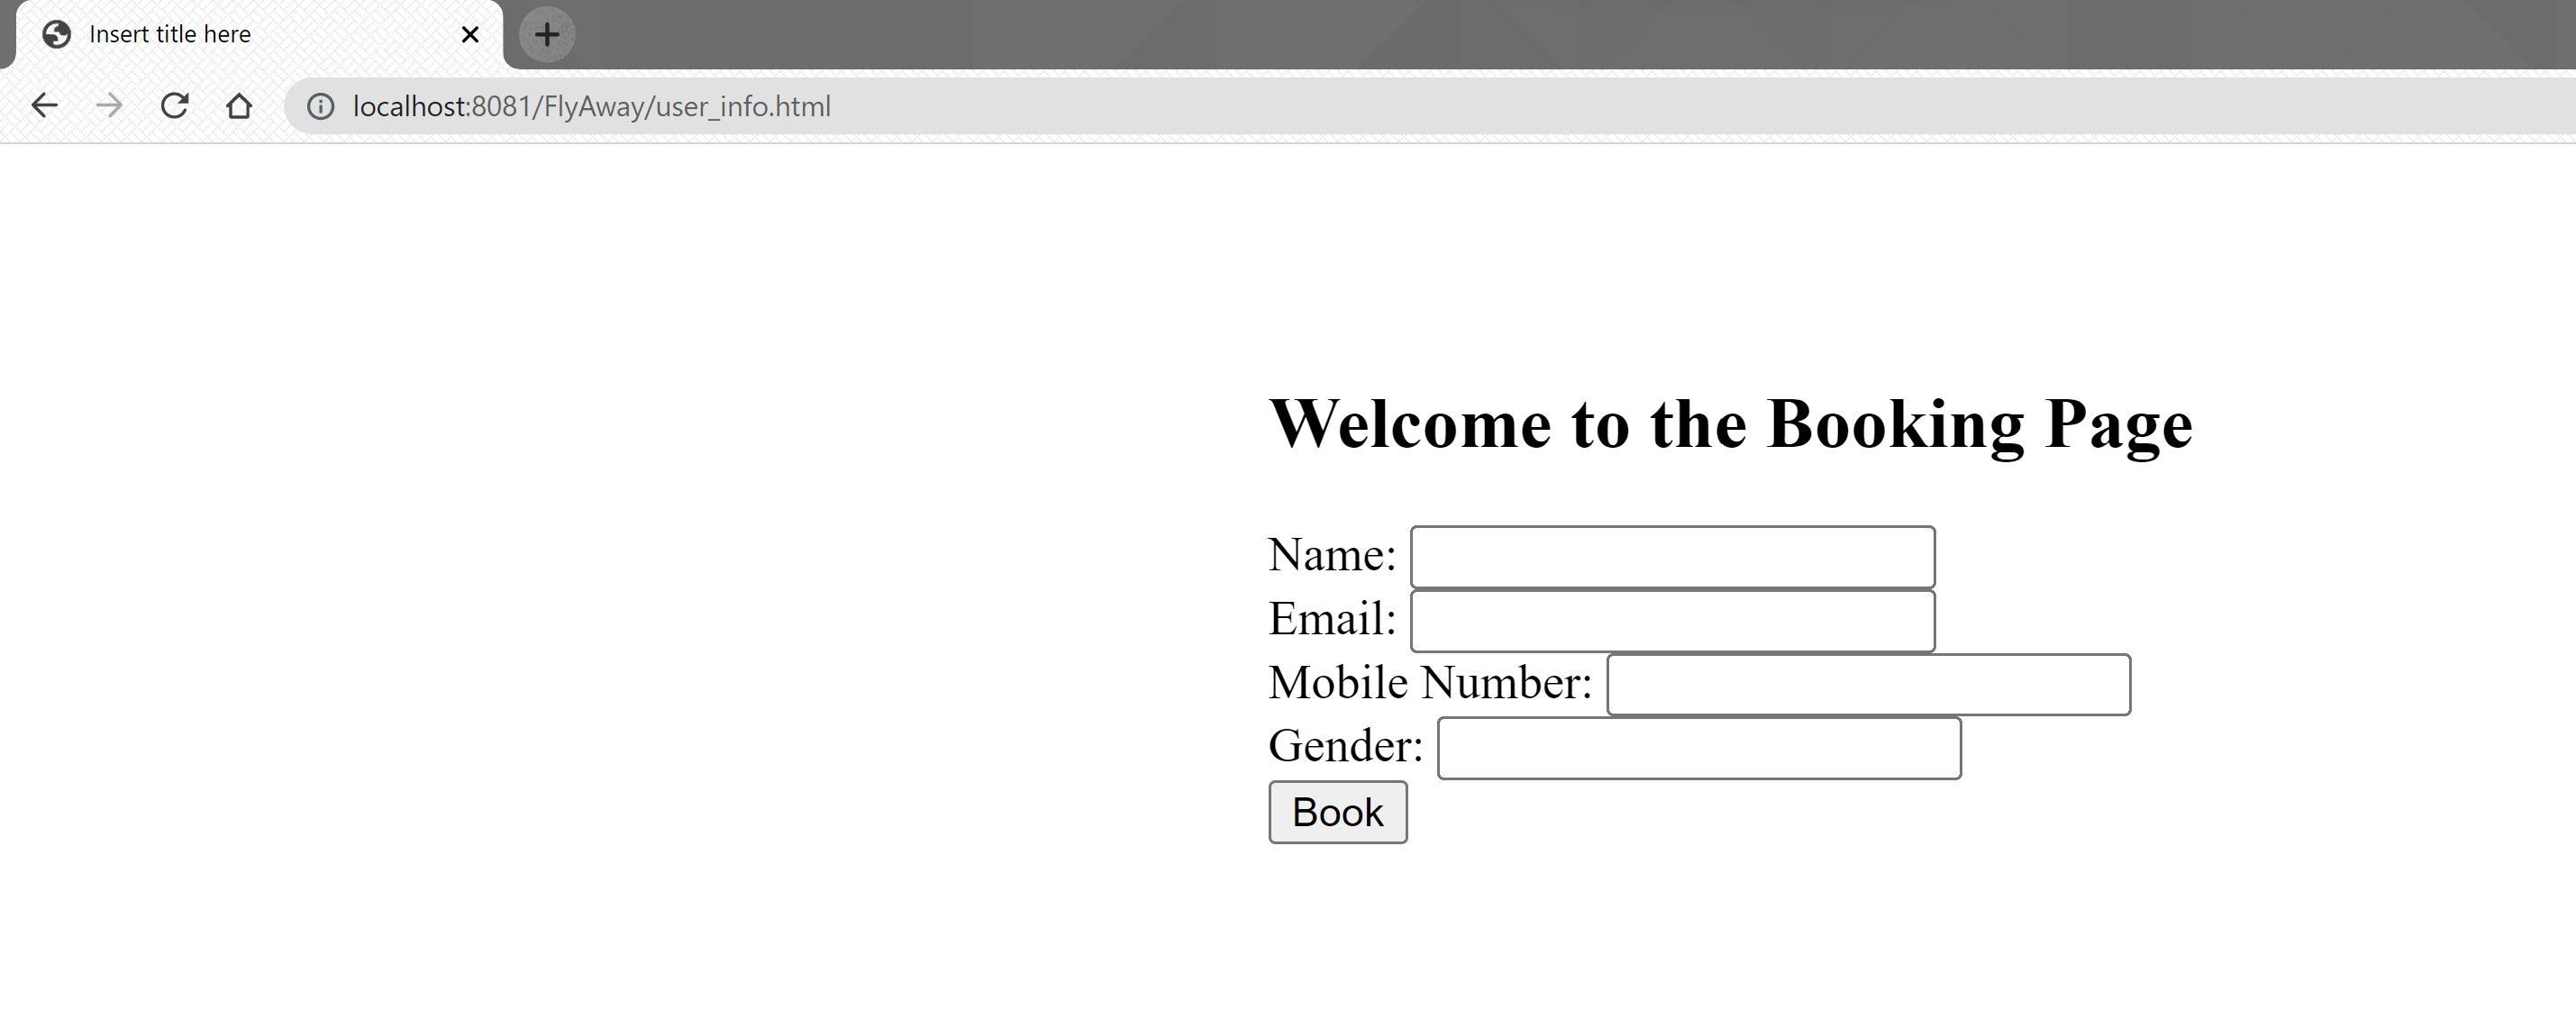 Insert title here
localhost:8081/FlyAway/user_info.html
Welcome to the Booking Page
Name:
Email:
Mobile Number:
Gender:
Book